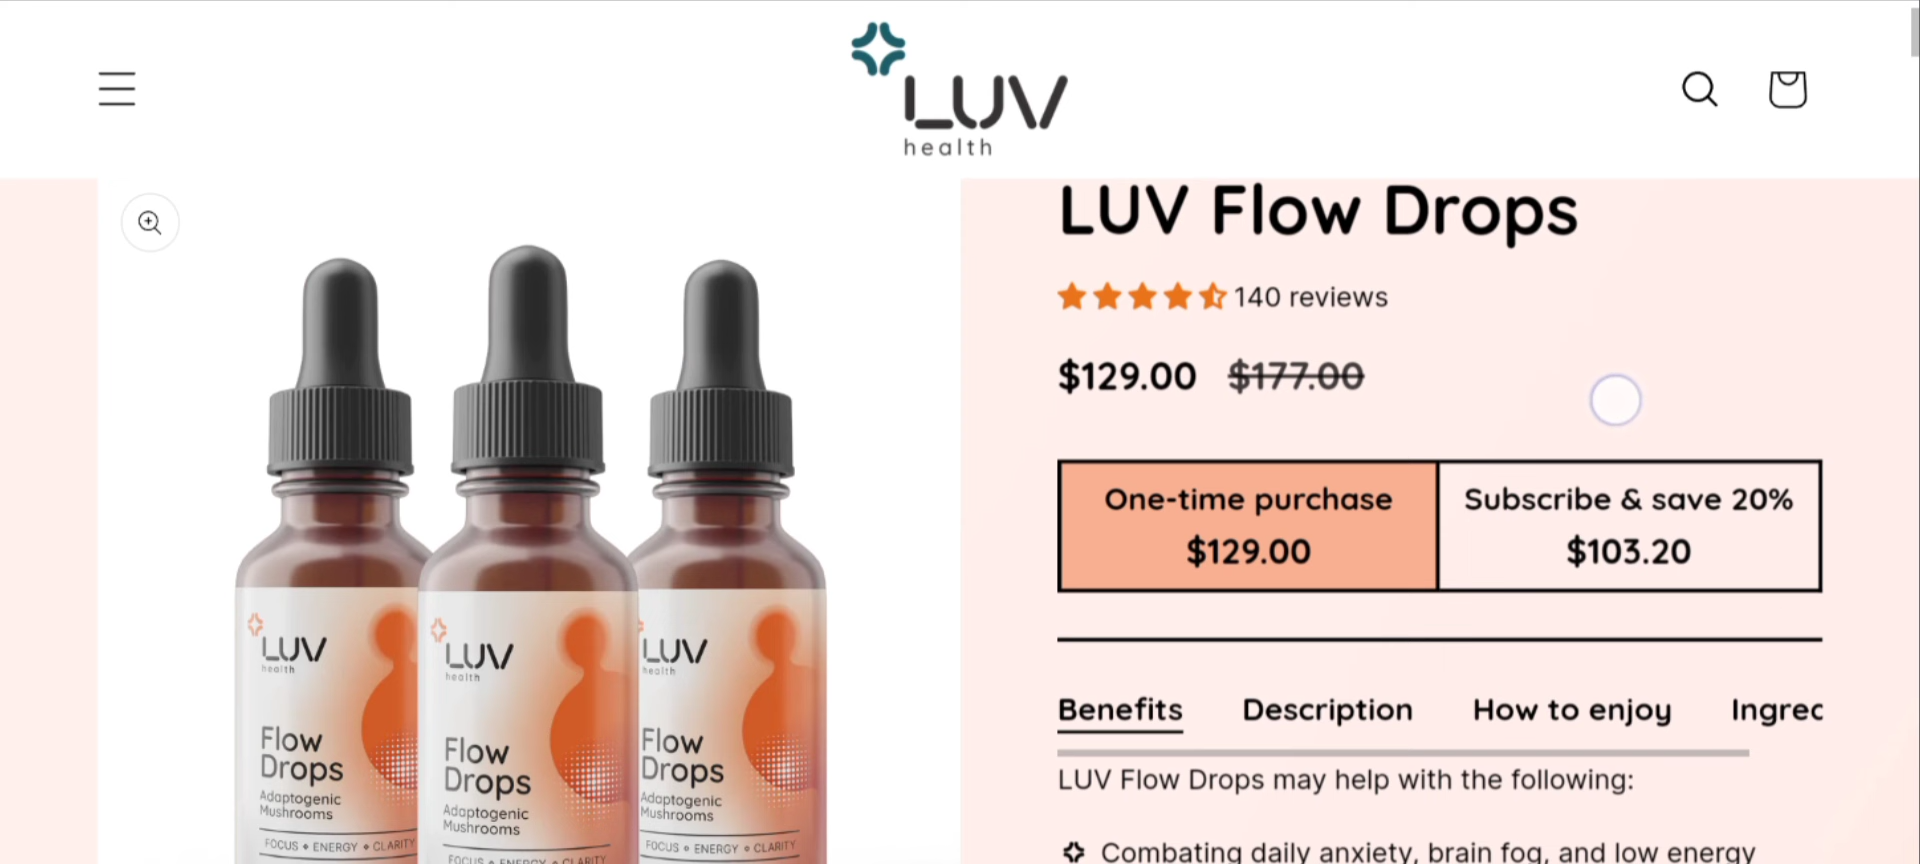 LUV
health
LUV Flow Drops
140 reviews
$129.00 $177.00
One-time purchase
$129.00
Subscribe & save 20%
$103.20
Benefits Description How to enjoy Ingrec
LUV Flow Drops may help with the following:
Combating daily anxiety, brain fog, and low energy
LUV
health
Flow
Drops
Adaptogenic
Mushrooms
FOCUS ⋄ ENERGY ⋄ CLARITY
LUV
health
Flow
Drops
Adaptogenic
Mushrooms
FOCUS ⋄ ENERGY ⋄ CLARITY
LUV
health
Flow
Drops
Adaptogenic
Mushrooms
FOCUS ⋄ ENERGY ⋄ CLARITY